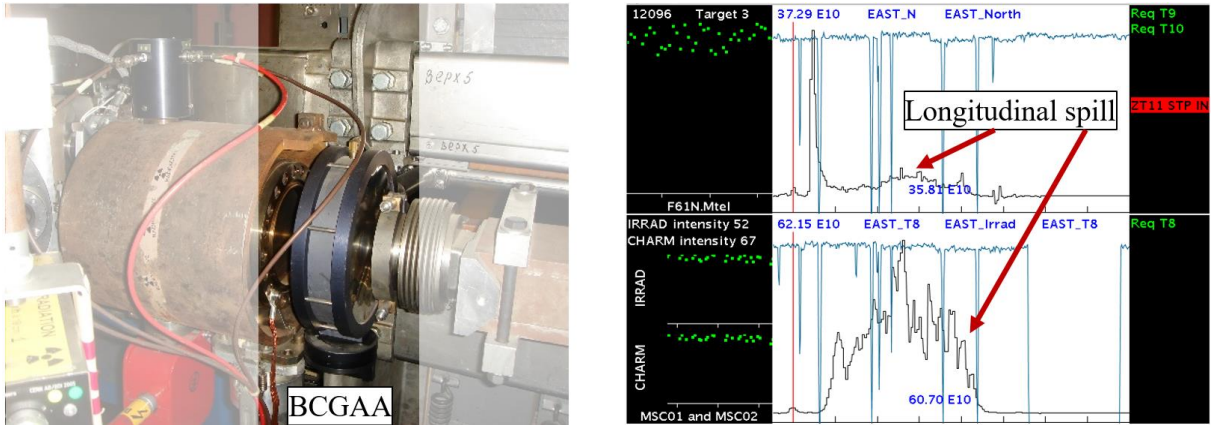 верх 5
верх 5
RADIATION
BCGAA
12096 Target 3
37.29 E10 EAST_N EAST_North
Req T9
Req T10
ZT11 STP IN
Longitudinal spill
35.81 E10
F61N.Mtel
IRRAD intensity 52
CHARM intensity 67
62.15 E10 EAST_T8 EAST_Irrad EAST_T8
Req T8
IRRAD
CHARM
60.70 E10
MSC01 and MSC02